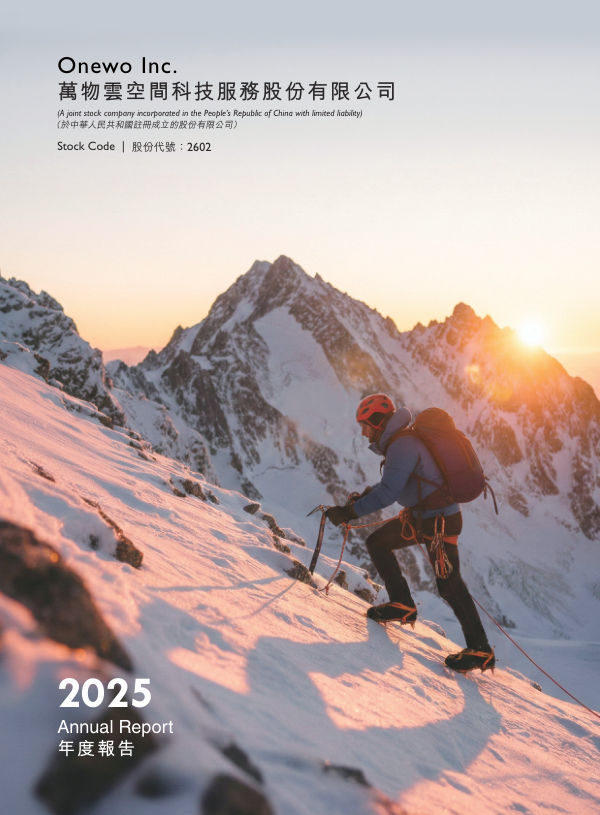 Onewo Inc.
萬物雲空間科技服務股份有限公司
(A joint stock company incorporated in the People's Republic of China with limited liability)
(於中華人民共和國註冊成立的股份有限公司)
Stock Code | 股份代號：2602
2025
Annual Report
年度報告